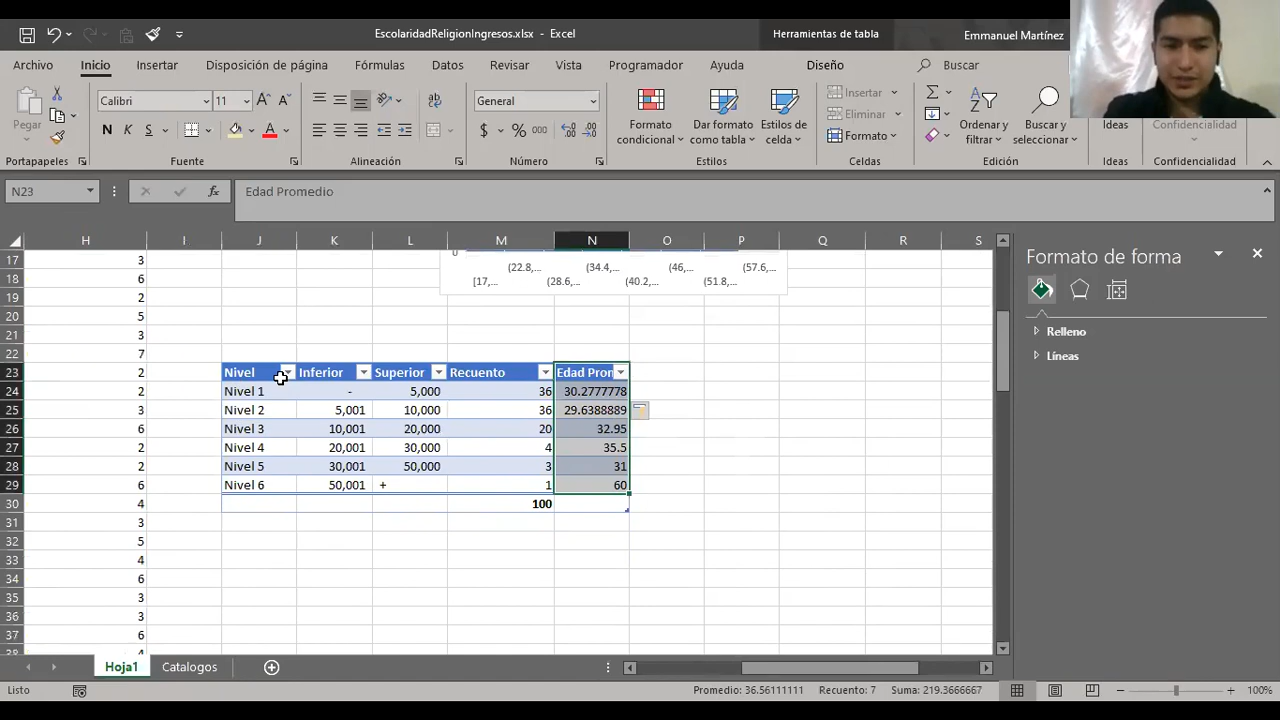 EscolaridadReligionIngresos.xlsx - Excel
Herramientas de tabla
Emmanuel Martínez
Archivo Inicio Insertar Disposición de página Fórmulas Datos Revisar Vista Programador Ayuda Diseño Buscar
Pegar
Calibri 11
General
Formato condicional
Dar formato como tabla
Estilos de celda
Insertar
Eliminar
Formato
Ordenar y filtrar
Buscar y seleccionar
Ideas
Confidencialidad
Portapapeles Fuente Alineación Número Estilos Celdas Edición Ideas Confidencialidad
N23 fx Edad Promedio
H I J K L M N O P Q R S
Formato de forma
Relleno
Líneas
17 3 0 (22.8,... (34.4,... (46,... (57.6,...
18 6 [17,... (28.6,... (40.2,... (51.8,...
19 2
20 5
21 3
22 7
23 2 Nivel Inferior Superior Recuento Edad Pron
24 2 Nivel 1 - 5,000 36 30.2777778
25 3 Nivel 2 5,001 10,000 36 29.6388889
26 6 Nivel 3 10,001 20,000 20 32.95
27 2 Nivel 4 20,001 30,000 4 35.5
28 2 Nivel 5 30,001 50,000 3 31
29 6 Nivel 6 50,001 + 1 60
30 4 100
31 3
32 5
33 4
34 6
35 3
36 3
37 6
38 4
Hoja1 Catalogos
Listo Promedio: 36.56111111 Recuento: 7 Suma: 219.3666667 100%